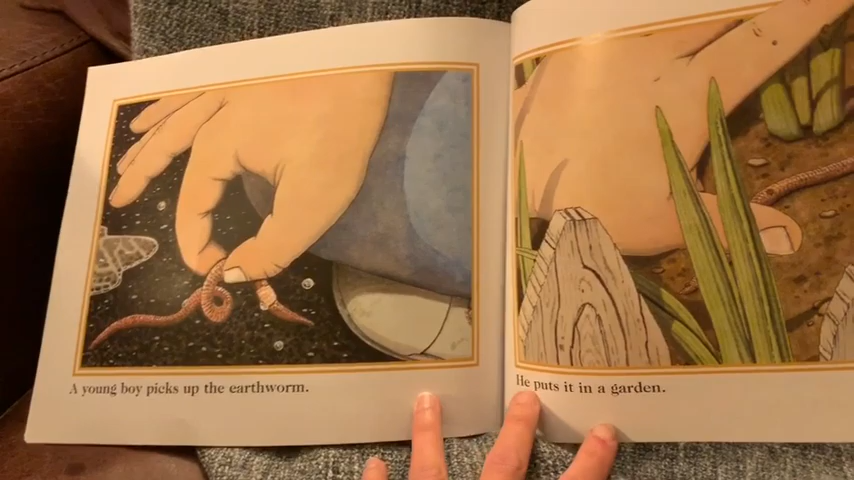 A young boy picks up the earthworm.
He puts it in a garden.